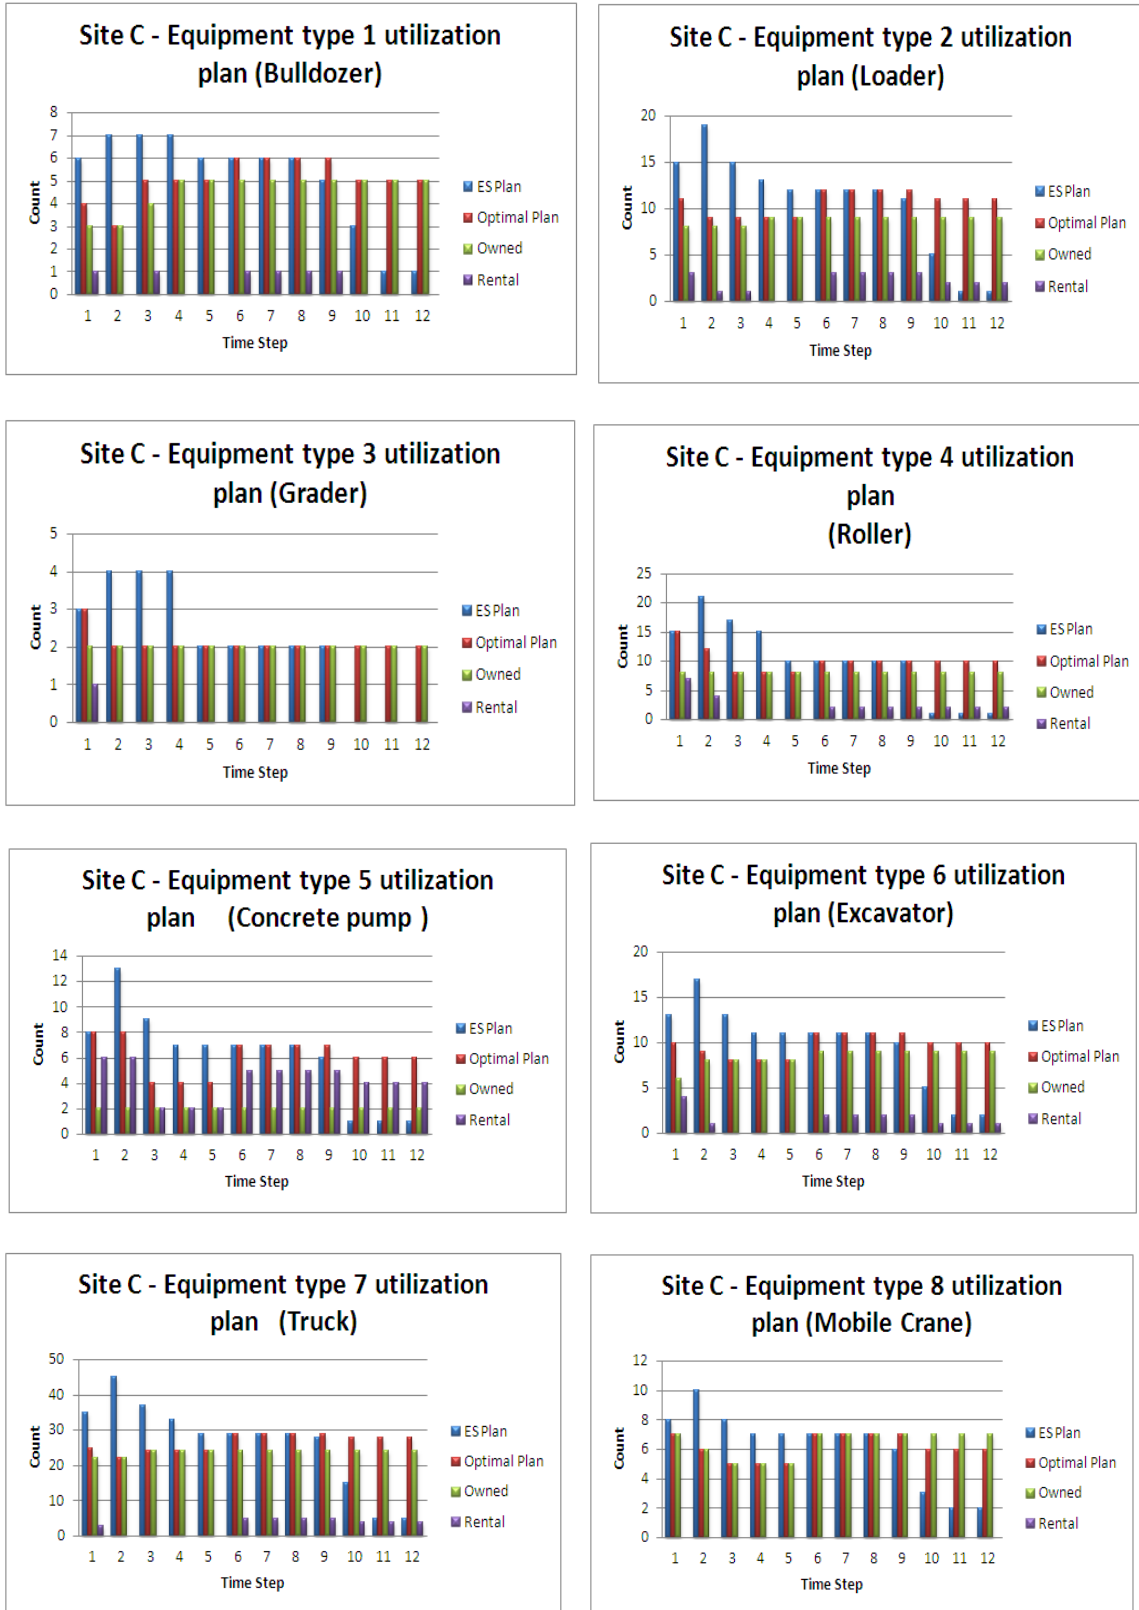 Site C - Equipment type 1 utilization
plan (Bulldozer)
8
7
6
5
4
3
2
1
0
Count
1 2 3 4 5 6 7 8 9 10 11 12
Time Step
ES Plan
Optimal Plan
Owned
Rental
Site C - Equipment type 2 utilization
plan (Loader)
20
15
10
5
0
Count
1 2 3 4 5 6 7 8 9 10 11 12
Time Step
ES Plan
Optimal Plan
Owned
Rental
Site C - Equipment type 3 utilization
plan (Grader)
5
4
3
2
1
0
Count
1 2 3 4 5 6 7 8 9 10 11 12
Time Step
ES Plan
Optimal Plan
Owned
Rental
Site C - Equipment type 4 utilization
plan
(Roller)
25
20
15
10
5
0
Count
1 2 3 4 5 6 7 8 9 10 11 12
Time Step
ES Plan
Optimal Plan
Owned
Rental
Site C - Equipment type 5 utilization
plan (Concrete pump )
14
12
10
8
6
4
2
0
Count
1 2 3 4 5 6 7 8 9 10 11 12
Time Step
ES Plan
Optimal Plan
Owned
Rental
Site C - Equipment type 6 utilization
plan (Excavator)
20
15
10
5
0
Count
1 2 3 4 5 6 7 8 9 10 11 12
Time Step
ES Plan
Optimal Plan
Owned
Rental
Site C - Equipment type 7 utilization
plan (Truck)
50
40
30
20
10
0
Count
1 2 3 4 5 6 7 8 9 10 11 12
Time Step
ES Plan
Optimal Plan
Owned
Rental
Site C - Equipment type 8 utilization
plan (Mobile Crane)
12
10
8
6
4
2
0
Count
1 2 3 4 5 6 7 8 9 10 11 12
Time Step
ES Plan
Optimal Plan
Owned
Rental